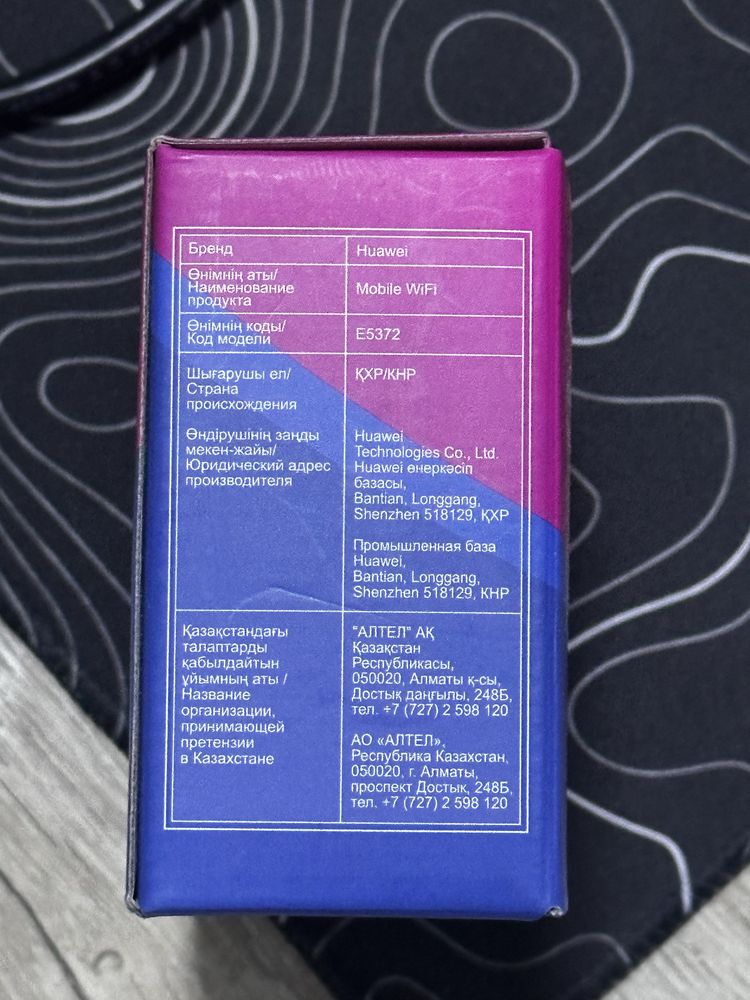 Бренд
Huawei
Өнімнің аты/
Наименование
продукта
Mobile WiFi
Өнімнің коды/
Код модели
E5372
Шығарушы ел/
Страна
происхождения
ҚХР/КНР
Өндірушінің заңды
мекен-жайы/
Юридический адрес
производителя
Huawei
Technologies Co., Ltd.
Huawei өнеркәсіп
базасы,
Bantian, Longgang,
Shenzhen 518129, ҚХР
Промышленная база
Huawei,
Bantian, Longgang,
Shenzhen 518129, КНР
Қазақстандағы
талаптарды
қабылдайтын
ұйымның аты /
Название
организации,
принимающей
претензии
в Казахстане
"АЛТЕЛ" АҚ
Қазақстан
Республикасы,
050020, Алматы қ-сы,
Достық даңғылы, 248Б,
тел. +7 (727) 2 598 120
АО «АЛТЕЛ»,
Республика Казахстан,
050020, г. Алматы,
проспект Достык, 248Б,
тел. +7 (727) 2 598 120